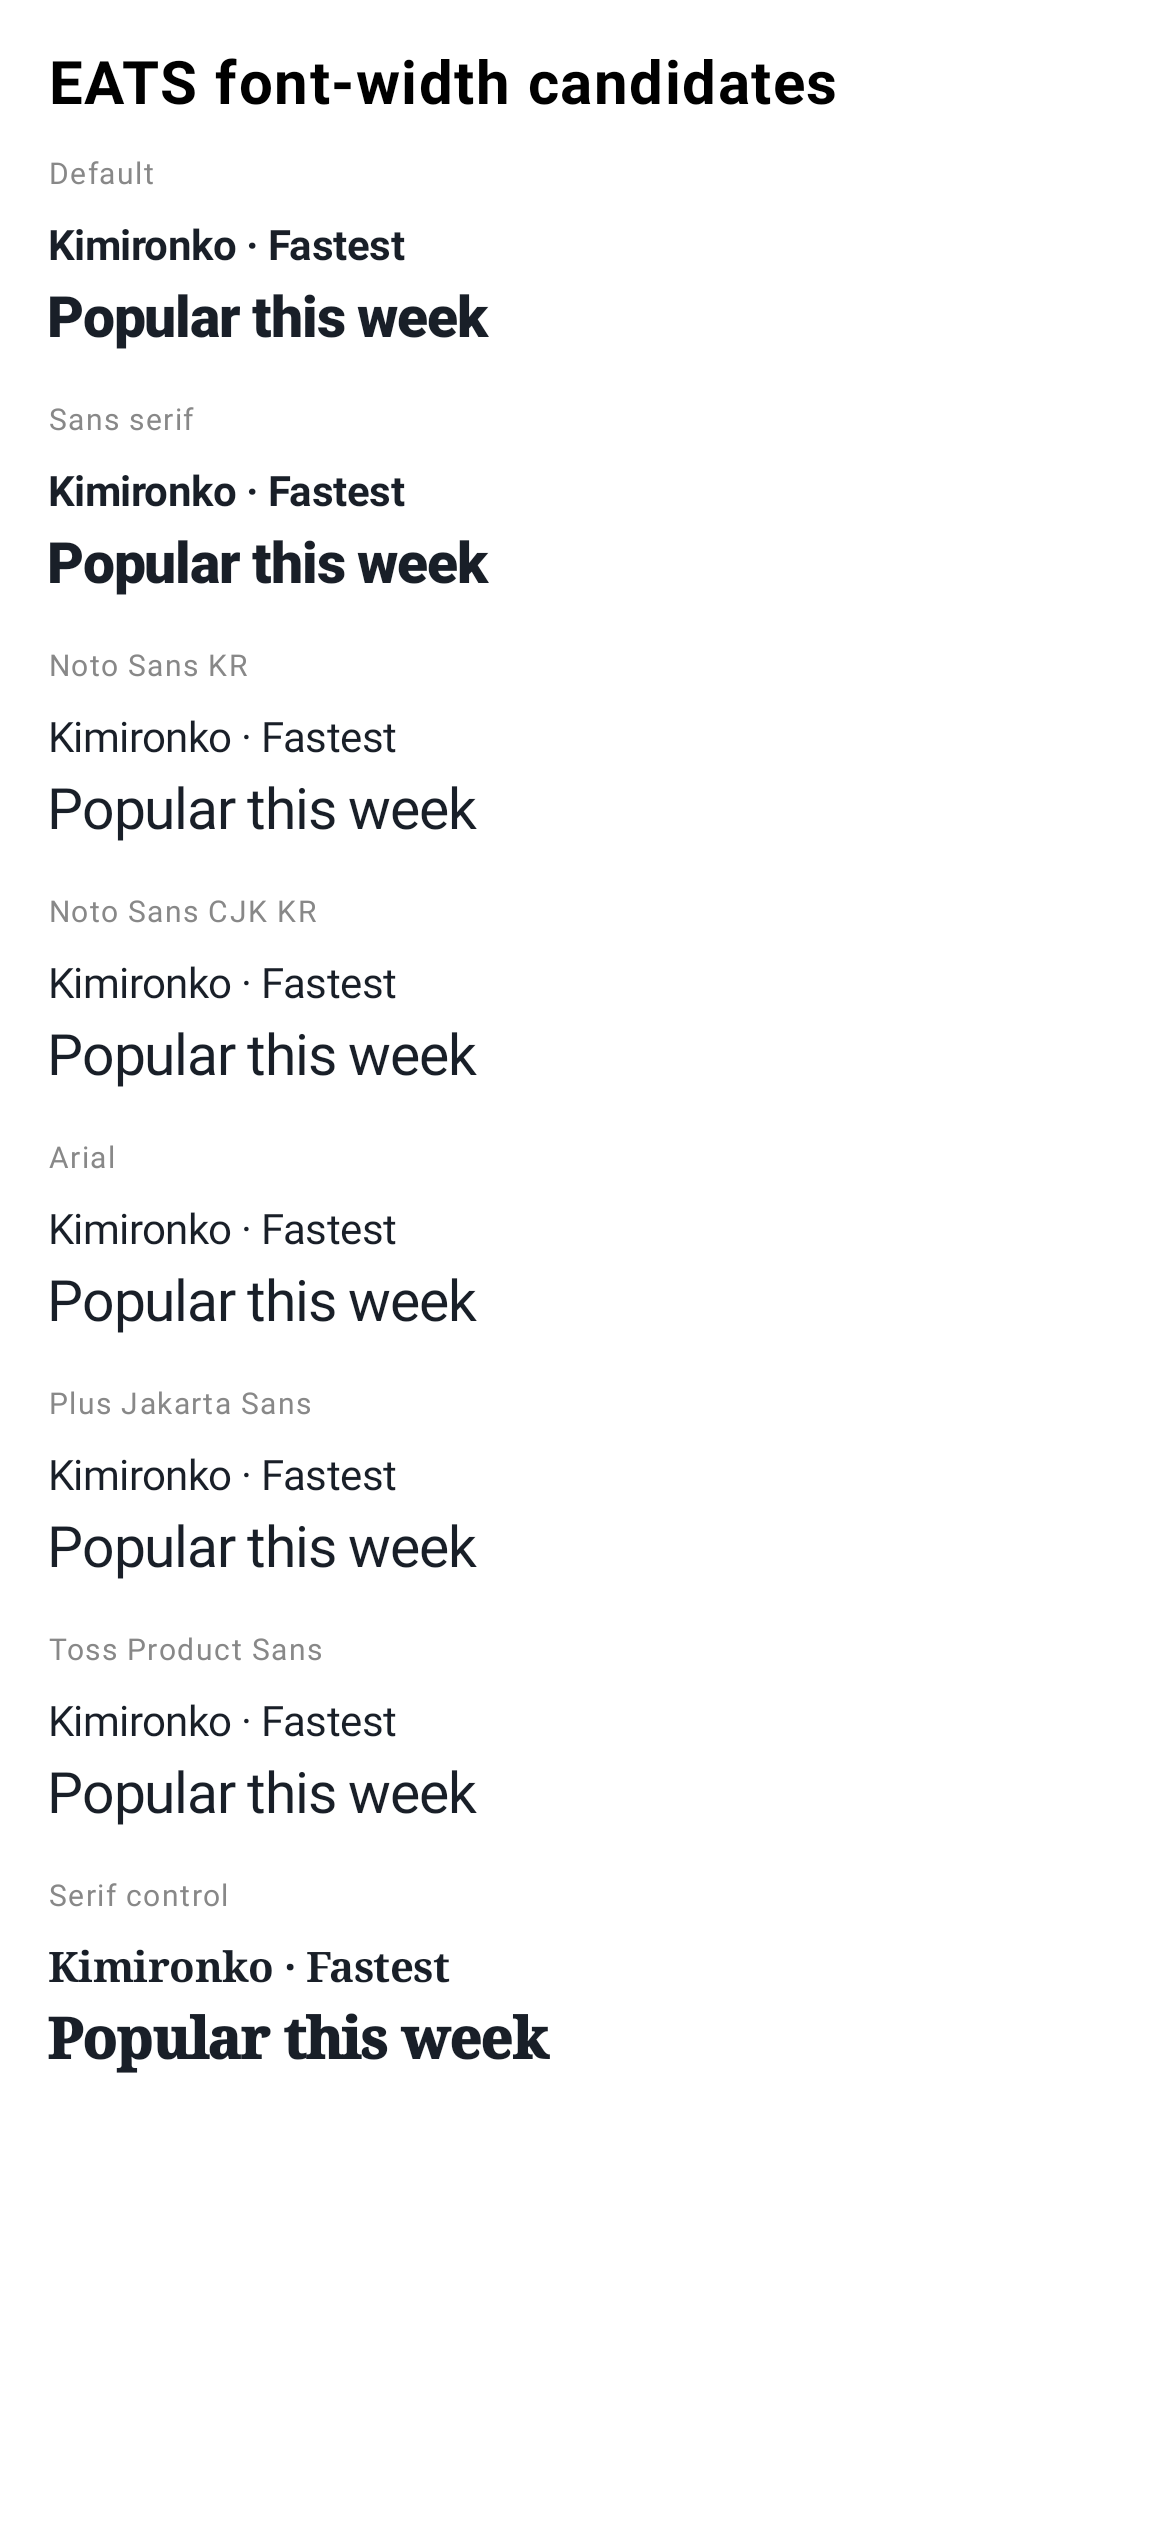 EATS font-width candidates
Default
Kimironko · Fastest
Popular this week
Sans serif
Kimironko · Fastest
Popular this week
Noto Sans KR
Kimironko · Fastest
Popular this week
Noto Sans CJK KR
Kimironko · Fastest
Popular this week
Arial
Kimironko · Fastest
Popular this week
Plus Jakarta Sans
Kimironko · Fastest
Popular this week
Toss Product Sans
Kimironko · Fastest
Popular this week
Serif control
Kimironko · Fastest
Popular this week